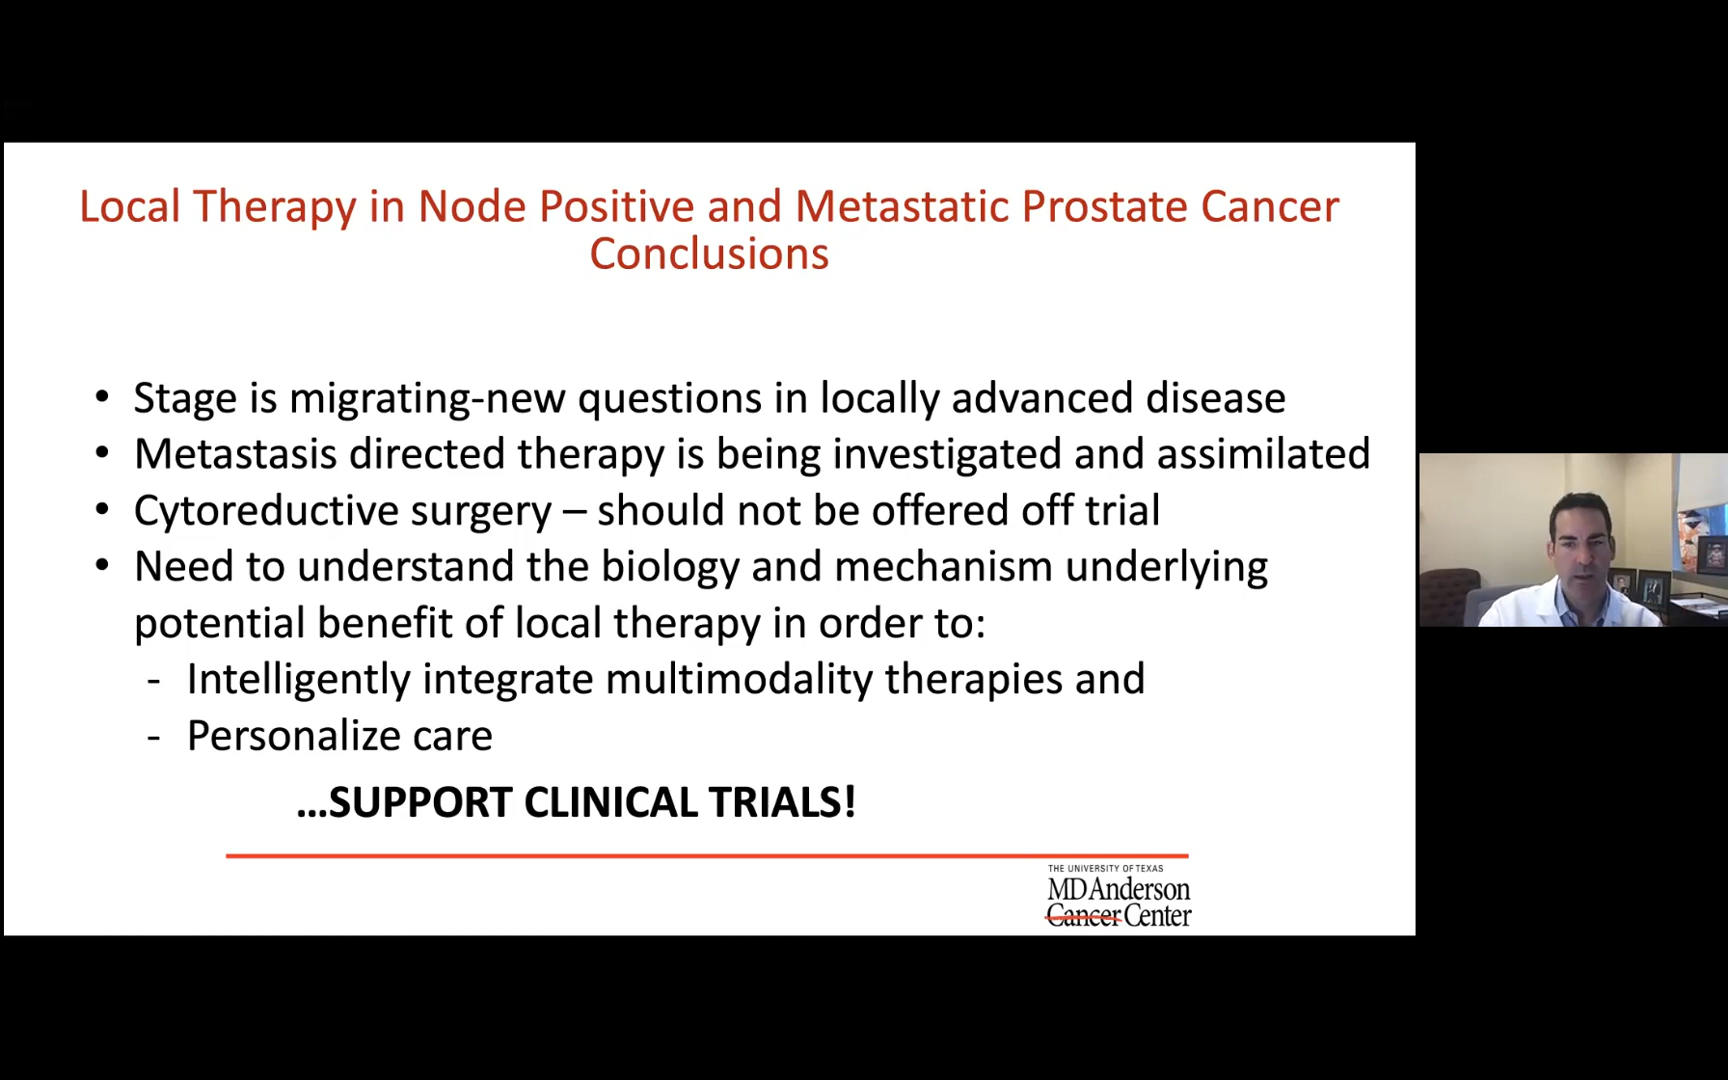 Local Therapy in Node Positive and Metastatic Prostate Cancer
Conclusions
• Stage is migrating-new questions in locally advanced disease
• Metastasis directed therapy is being investigated and assimilated
• Cytoreductive surgery – should not be offered off trial
• Need to understand the biology and mechanism underlying
potential benefit of local therapy in order to:
- Intelligently integrate multimodality therapies and
- Personalize care
...SUPPORT CLINICAL TRIALS!
THE UNIVERSITY OF TEXAS
MD Anderson
Cancer Center